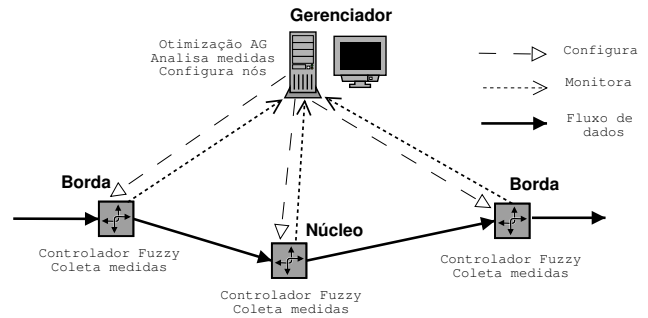 Gerenciador
Otimização AG
Analisa medidas
Configura nós
Configura
Monitora
Fluxo de
dados
Borda
Controlador Fuzzy
Coleta medidas
Núcleo
Controlador Fuzzy
Coleta medidas
Borda
Controlador Fuzzy
Coleta medidas